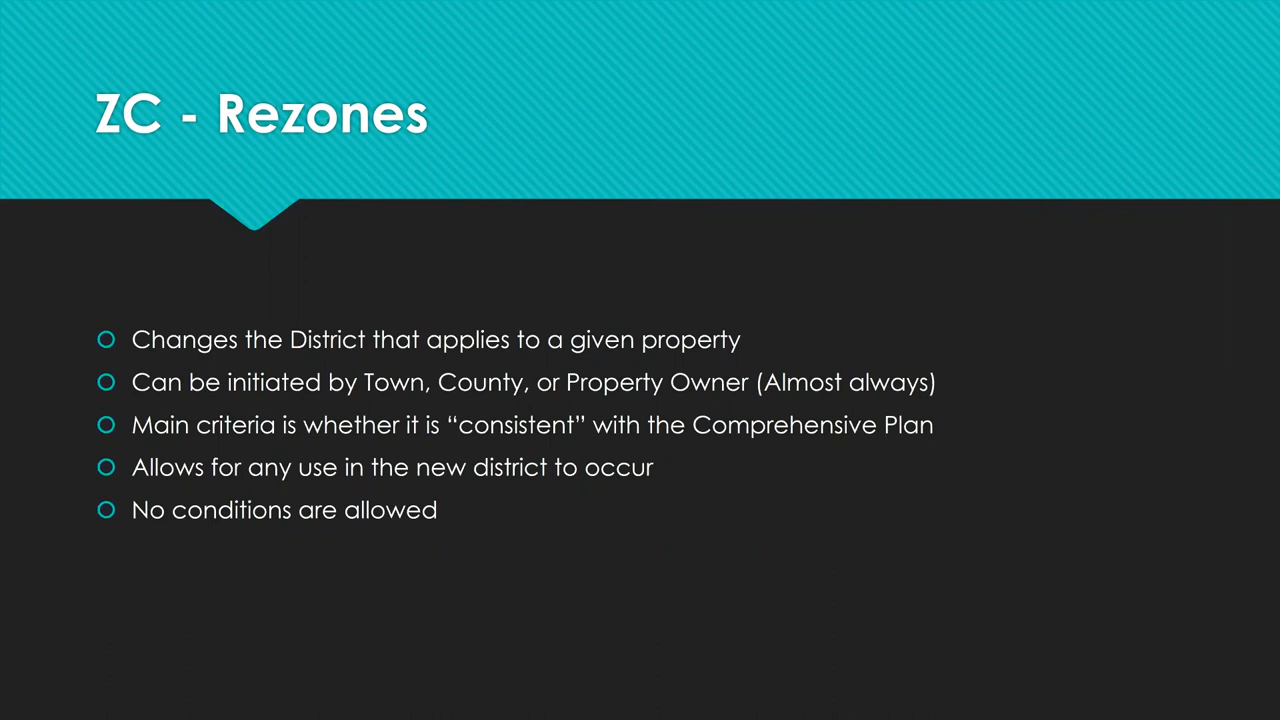 ZC - Rezones
Changes the District that applies to a given property
Can be initiated by Town, County, or Property Owner (Almost always)
Main criteria is whether it is “consistent” with the Comprehensive Plan
Allows for any use in the new district to occur
No conditions are allowed